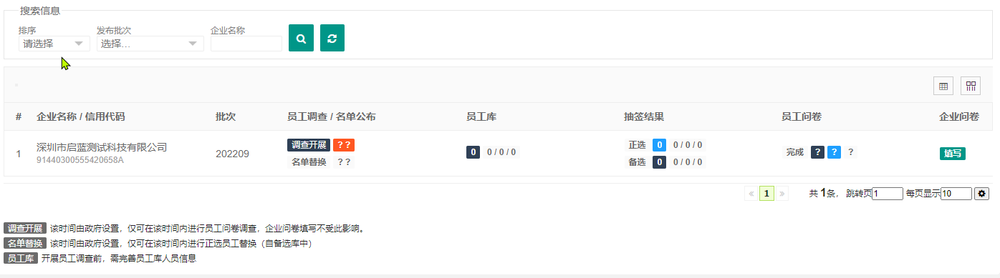 搜索信息
排序 发布批次 企业名称
请选择 选择...
# 企业名称 / 信用代码 批次 员工调查 / 名单公布 员工库 抽签结果 员工问卷 企业问卷
1 深圳市启蓝测试科技有限公司 202209 调查开展 ? ? 0 0 / 0 / 0 正选 0 0 / 0 / 0 完成 ? ? ? 填写
91440300555420658A 名单替换 ? ? 备选 0 0 / 0 / 0
« 1 » 共 1条, 跳转页1 每页显示10
调查开展 该时间由政府设置，仅可在该时间内进行员工问卷调查，企业问卷填写不受此影响。
名单替换 该时间由政府设置，仅可在该时间内进行正选员工替换（自备选库中）
员工库 开展员工调查前，需完善员工库人员信息